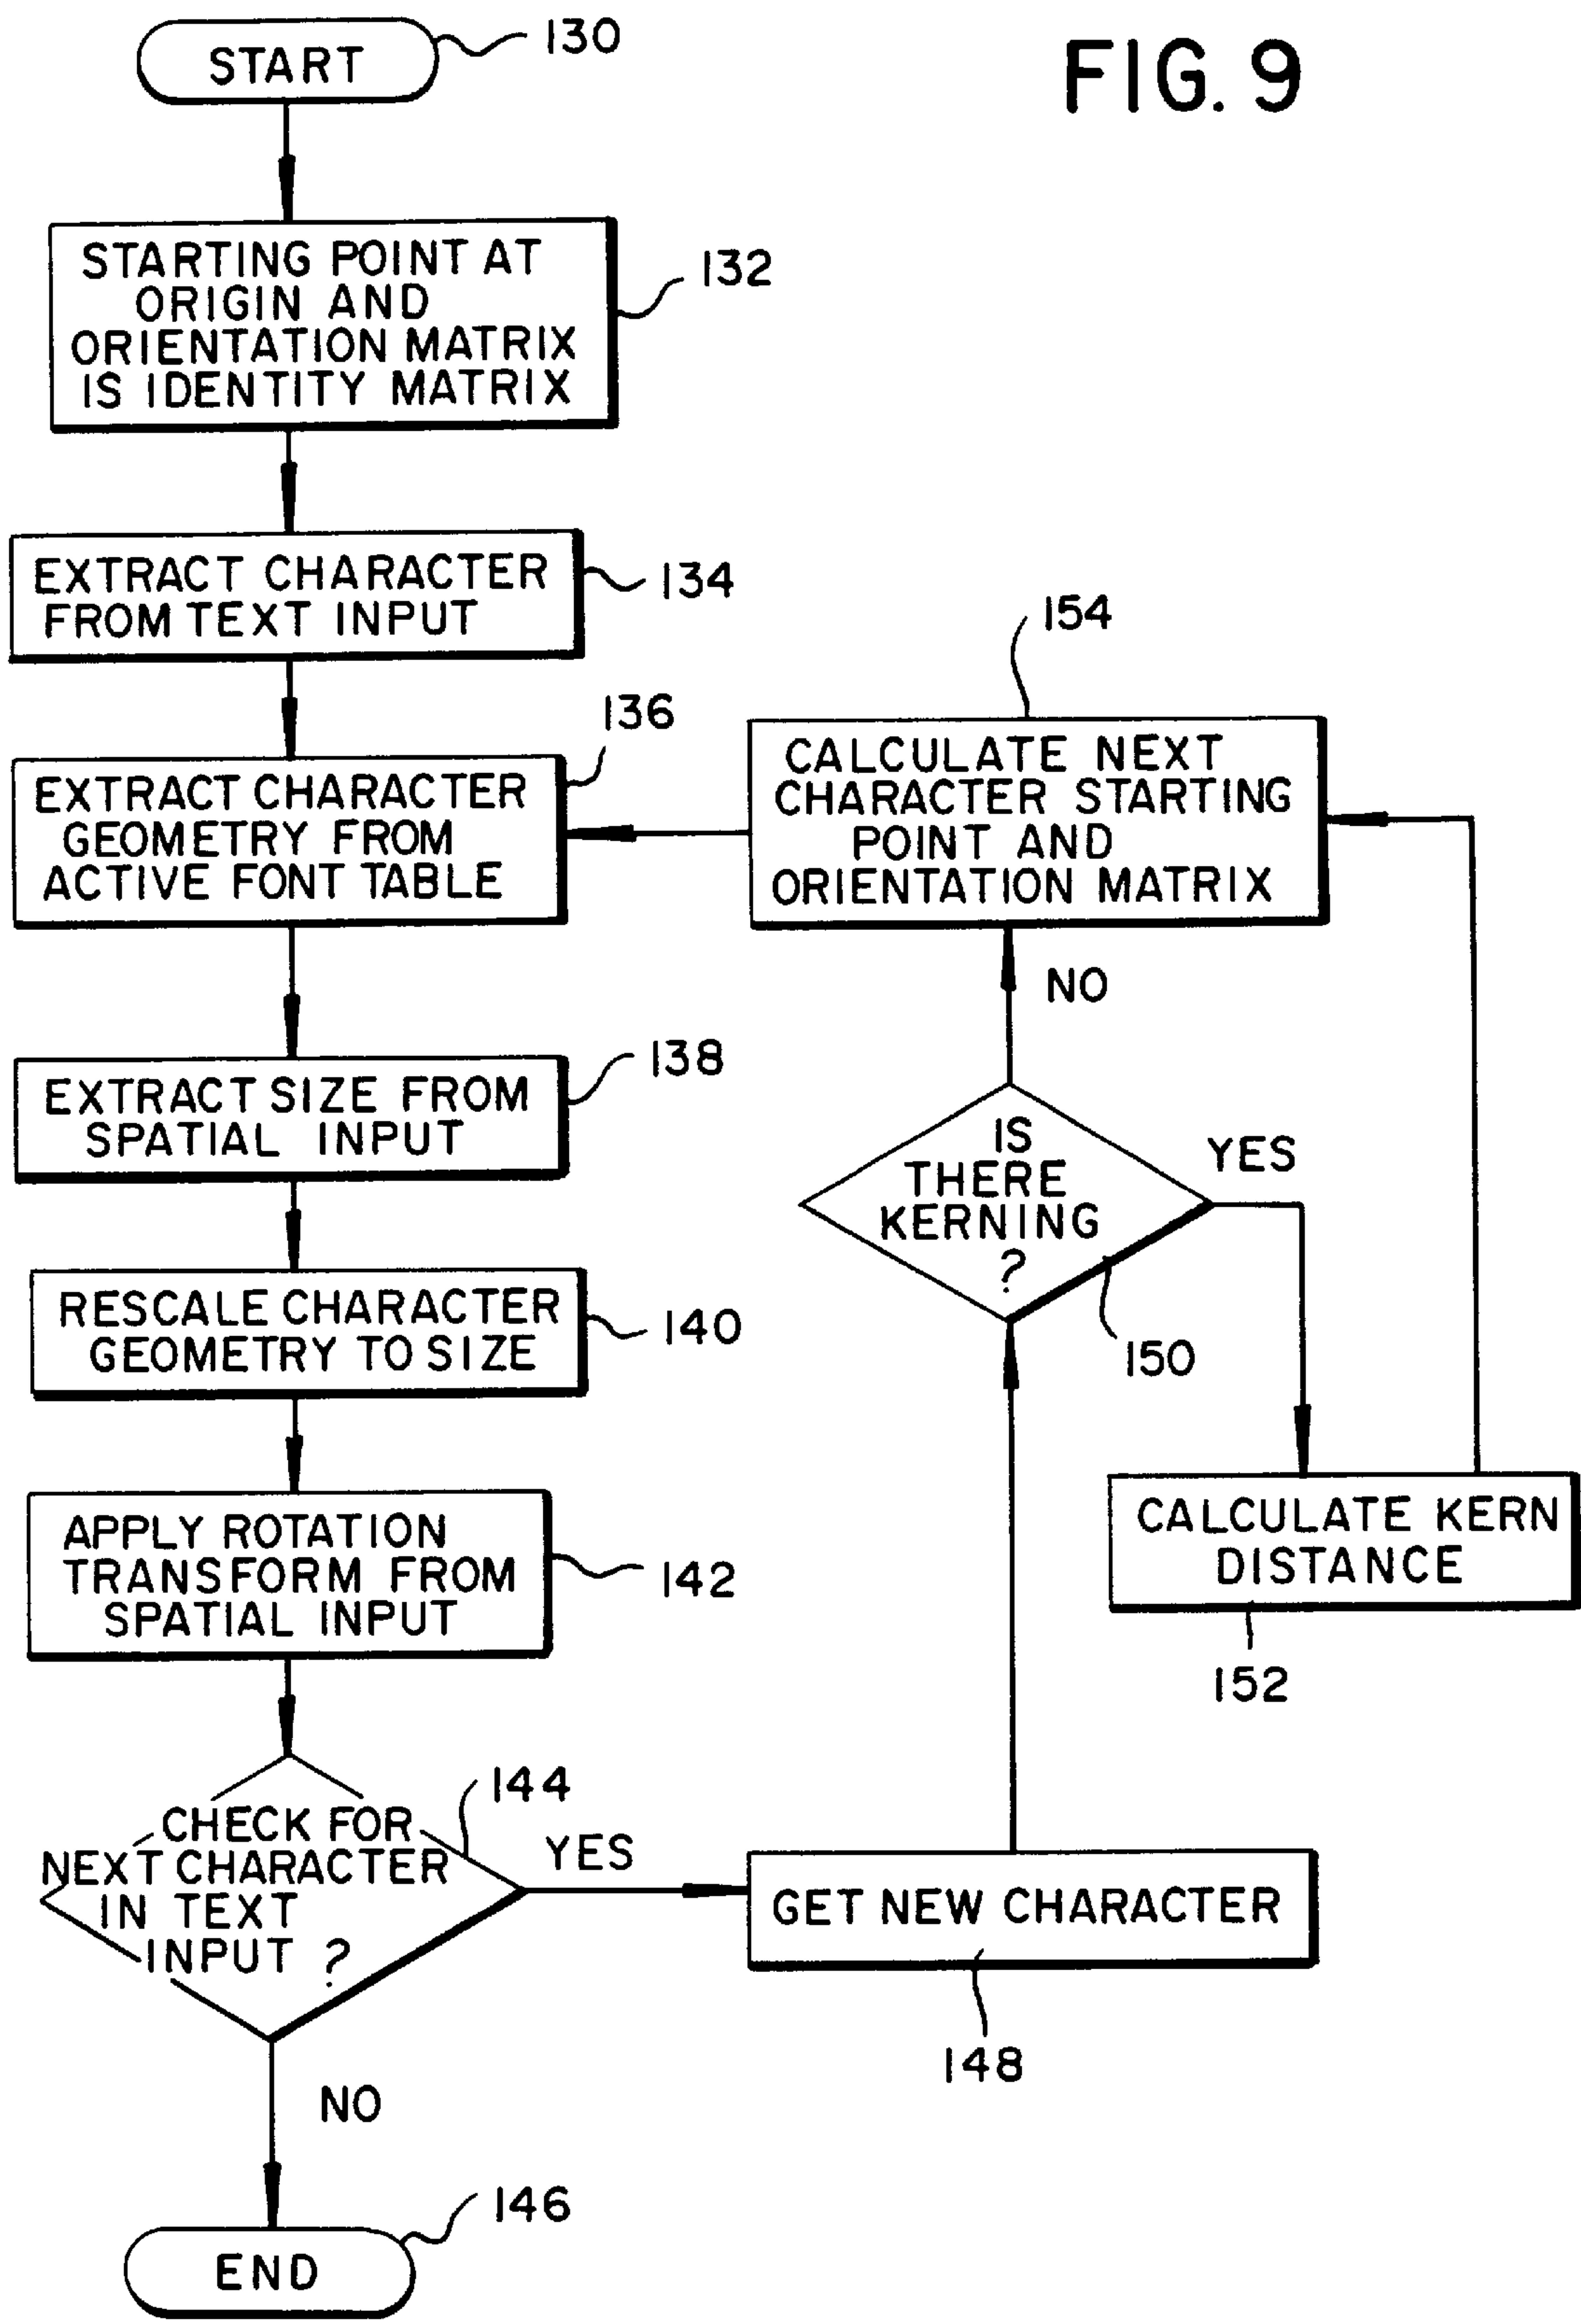 FIG. 9
START
130
STARTING POINT AT
ORIGIN AND
ORIENTATION MATRIX
IS IDENTITY MATRIX
132
EXTRACT CHARACTER
FROM TEXT INPUT
134
EXTRACT CHARACTER
GEOMETRY FROM
ACTIVE FONT TABLE
136
EXTRACT SIZE FROM
SPATIAL INPUT
138
RESCALE CHARACTER
GEOMETRY TO SIZE
140
APPLY ROTATION
TRANSFORM FROM
SPATIAL INPUT
142
CHECK FOR
NEXT CHARACTER
IN TEXT
INPUT ?
144
YES
NO
END
146
GET NEW CHARACTER
148
IS
THERE
KERNING
?
150
YES
NO
CALCULATE KERN
DISTANCE
152
CALCULATE NEXT
CHARACTER STARTING
POINT AND
ORIENTATION MATRIX
154